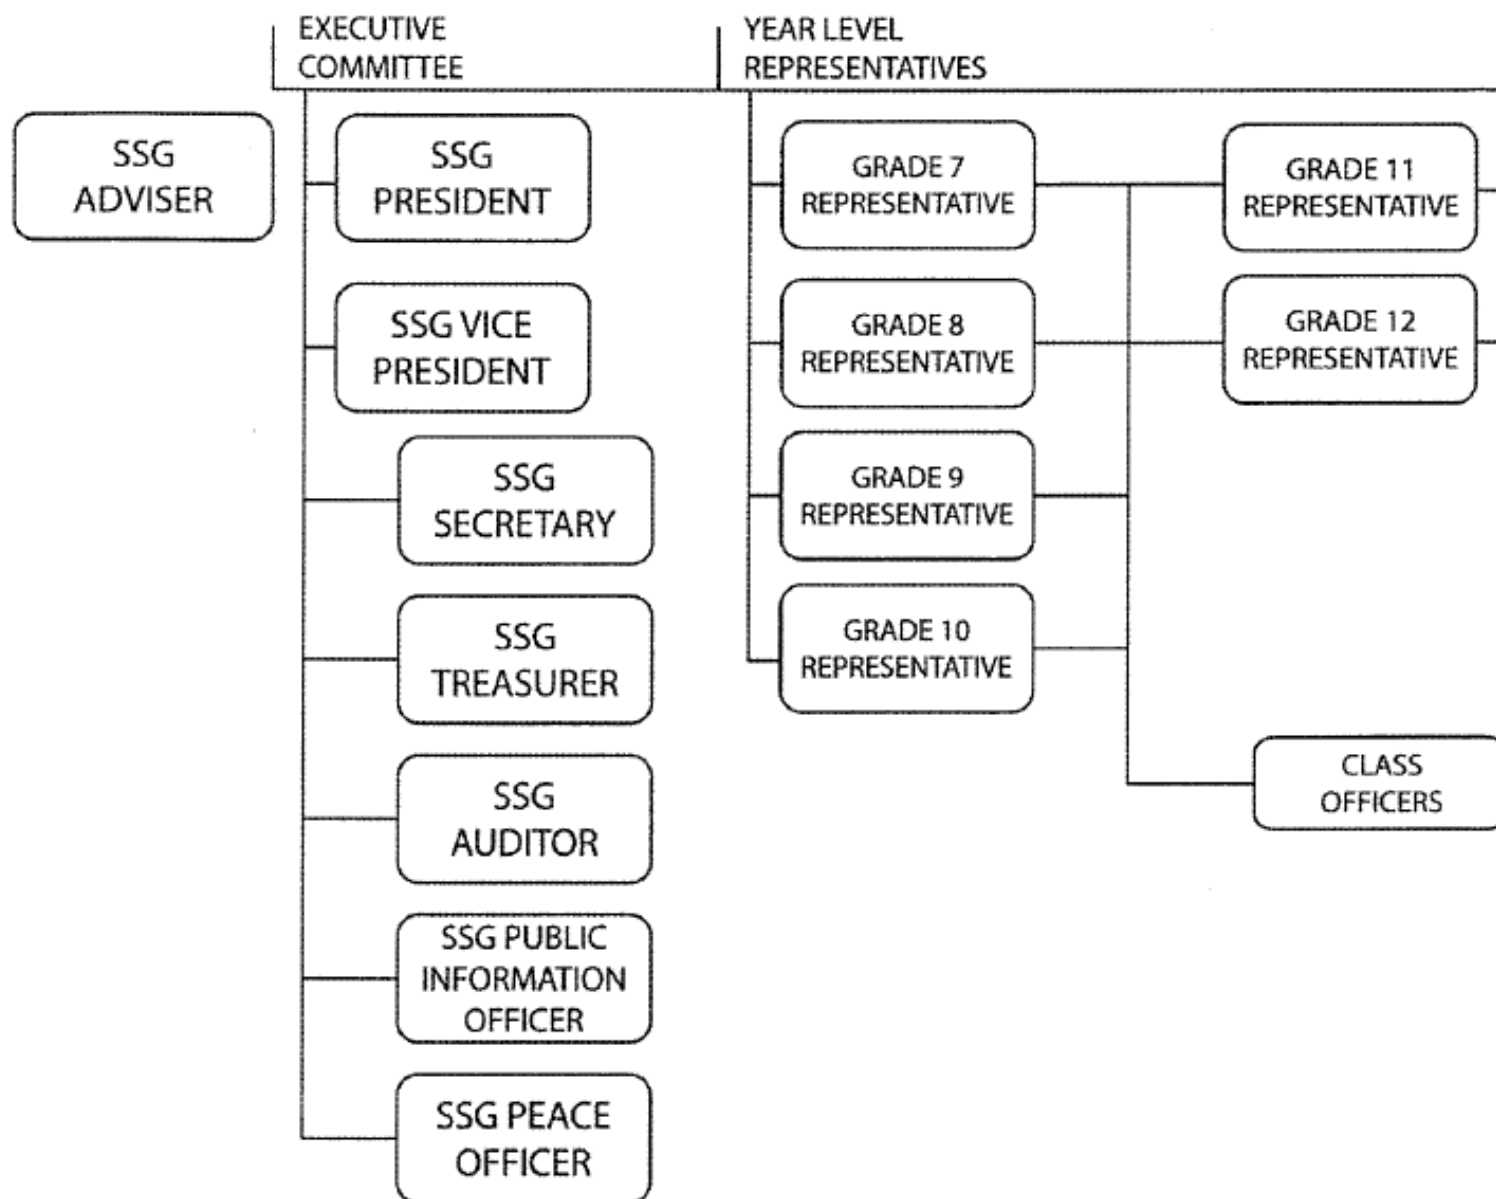 EXECUTIVE
COMMITTEE
YEAR LEVEL
REPRESENTATIVES
SSG
ADVISER
SSG
PRESIDENT
SSG VICE
PRESIDENT
SSG
SECRETARY
SSG
TREASURER
SSG
AUDITOR
SSG PUBLIC
INFORMATION
OFFICER
SSG PEACE
OFFICER
GRADE 7
REPRESENTATIVE
GRADE 8
REPRESENTATIVE
GRADE 9
REPRESENTATIVE
GRADE 10
REPRESENTATIVE
GRADE 11
REPRESENTATIVE
GRADE 12
REPRESENTATIVE
CLASS
OFFICERS